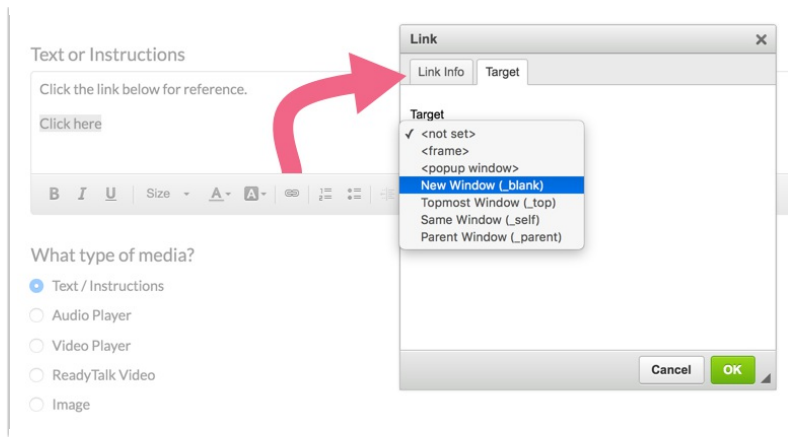 Text or Instructions
Click the link below for reference.
Click here
B I U Size A A
What type of media?
Text / Instructions
Audio Player
Video Player
ReadyTalk Video
Image
Link
Link Info Target
Target
<not set>
<frame>
<popup window>
New Window (_blank)
Topmost Window (_top)
Same Window (_self)
Parent Window (_parent)
Cancel OK